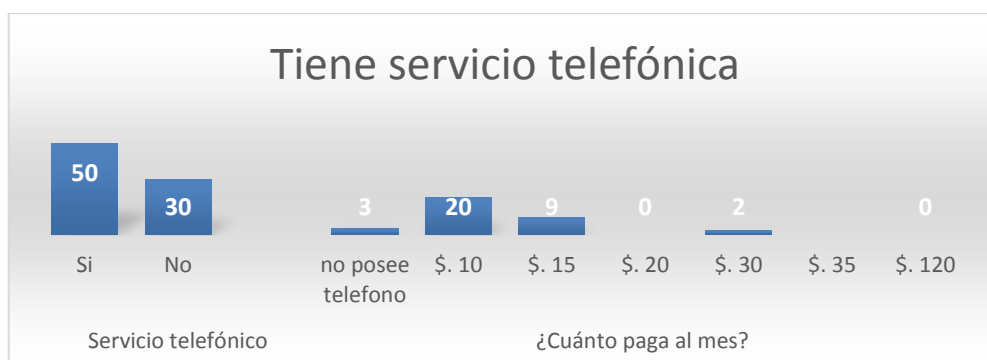 Tiene servicio telefónica
50
30
3
20
9
0
2
0
Si
No
no posee
telefono
$. 10
$. 15
$. 20
$. 30
$. 35
$. 120
Servicio telefónico
¿Cuánto paga al mes?